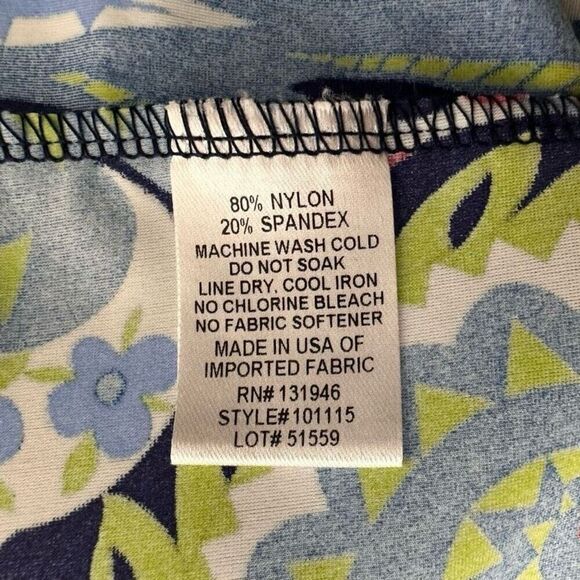 80% NYLON
20% SPANDEX
MACHINE WASH COLD
DO NOT SOAK
LINE DRY, COOL IRON
NO CHLORINE BLEACH
NO FABRIC SOFTENER
MADE IN USA OF
IMPORTED FABRIC
RN# 131946
STYLE#101115
LOT# 51559